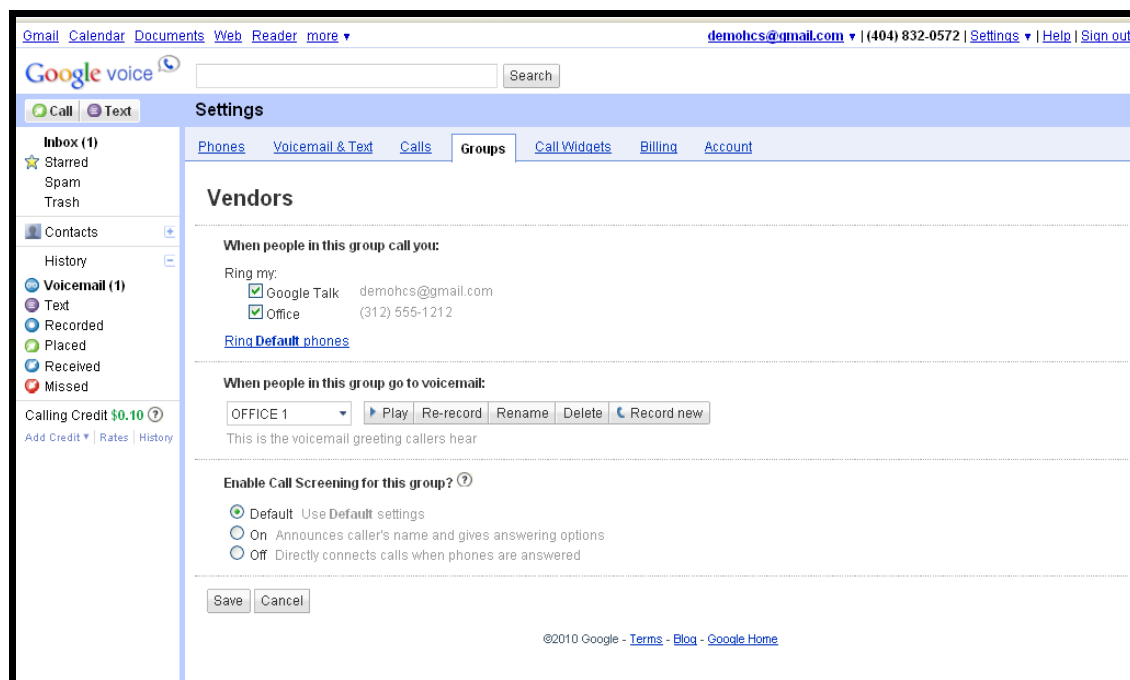 Gmail Calendar Documents Web Reader more ▼ demohcs@gmail.com ▼ | (404) 832-0572 | Settings ▼ | Help | Sign out
Google voice Search
Call Text Settings
Inbox (1)
Starred
Spam
Trash
Contacts
History
Voicemail (1)
Text
Recorded
Placed
Received
Missed
Calling Credit $0.10 ?
Add Credit ▼ | Rates | History
Phones Voicemail & Text Calls Groups Call Widgets Billing Account
Vendors
When people in this group call you:
Ring my:
Google Talk demohcs@gmail.com
Office (312) 555-1212
Ring Default phones
When people in this group go to voicemail:
OFFICE 1 Play Re-record Rename Delete Record new
This is the voicemail greeting callers hear
Enable Call Screening for this group? ?
Default Use Default settings
On Announces caller's name and gives answering options
Off Directly connects calls when phones are answered
Save Cancel
©2010 Google - Terms - Blog - Google Home